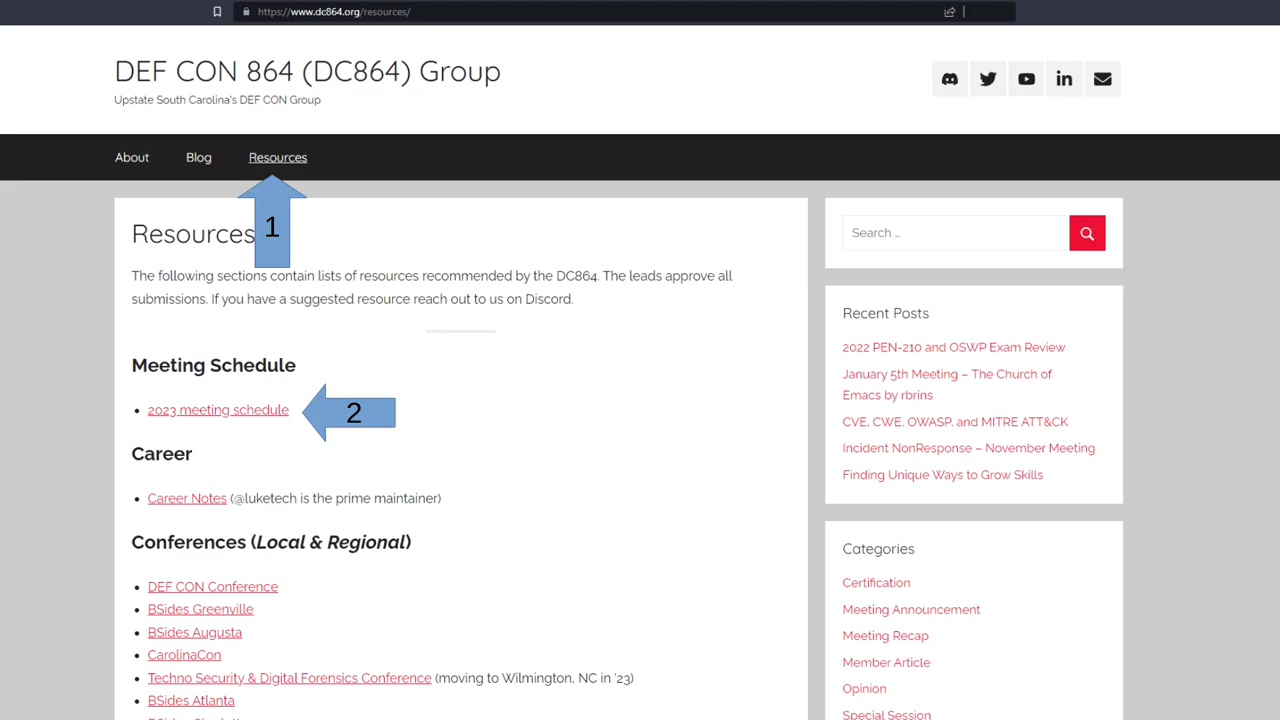 https://www.dc864.org/resources/
DEF CON 864 (DC864) Group
Upstate South Carolina's DEF CON Group
About Blog Resources
1
Resources
The following sections contain lists of resources recommended by the DC864. The leads approve all
submissions. If you have a suggested resource reach out to us on Discord.
Meeting Schedule
2023 meeting schedule
2
Career
Career Notes (@luketech is the prime maintainer)
Conferences (Local & Regional)
DEF CON Conference
BSides Greenville
BSides Augusta
CarolinaCon
Techno Security & Digital Forensics Conference (moving to Wilmington, NC in '23)
BSides Atlanta
Search …
Recent Posts
2022 PEN-210 and OSWP Exam Review
January 5th Meeting – The Church of
Emacs by rbrins
CVE, CWE, OWASP, and MITRE ATT&CK
Incident NonResponse – November Meeting
Finding Unique Ways to Grow Skills
Categories
Certification
Meeting Announcement
Meeting Recap
Member Article
Opinion
Special Session